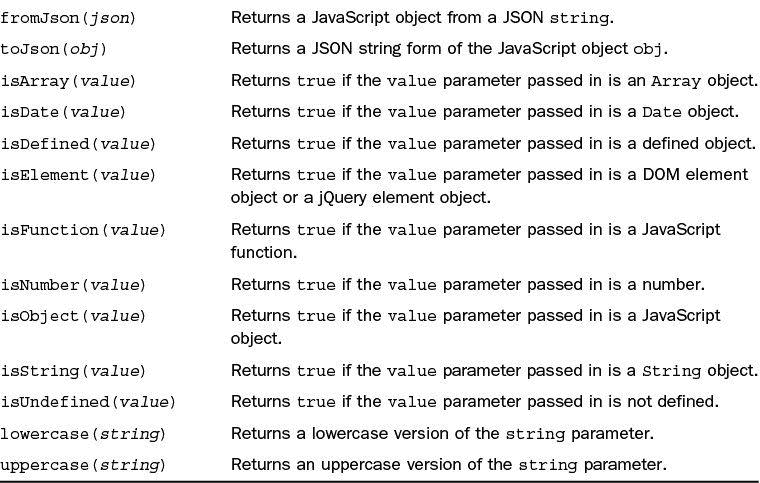 fromJson(json) Returns a JavaScript object from a JSON string.
toJson(obj) Returns a JSON string form of the JavaScript object obj.
isArray(value) Returns true if the value parameter passed in is an Array object.
isDate(value) Returns true if the value parameter passed in is a Date object.
isDefined(value) Returns true if the value parameter passed in is a defined object.
isElement(value) Returns true if the value parameter passed in is a DOM element
object or a jQuery element object.
isFunction(value) Returns true if the value parameter passed in is a JavaScript
function.
isNumber(value) Returns true if the value parameter passed in is a number.
isObject(value) Returns true if the value parameter passed in is a JavaScript
object.
isString(value) Returns true if the value parameter passed in is a String object.
isUndefined(value) Returns true if the value parameter passed in is not defined.
lowercase(string) Returns a lowercase version of the string parameter.
uppercase(string) Returns an uppercase version of the string parameter.